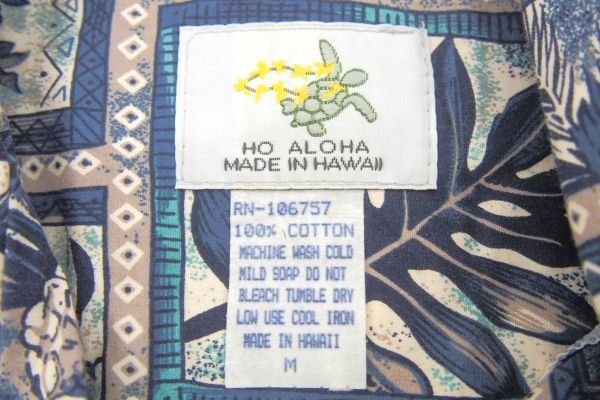 HO ALOHA
MADE IN HAWAII
RN-106757
100% COTTON
MACHINE WASH COLD
MILD SOAP DO NOT
BLEACH TUMBLE DRY
LOW USE COOL IRON
MADE IN HAWAII
M